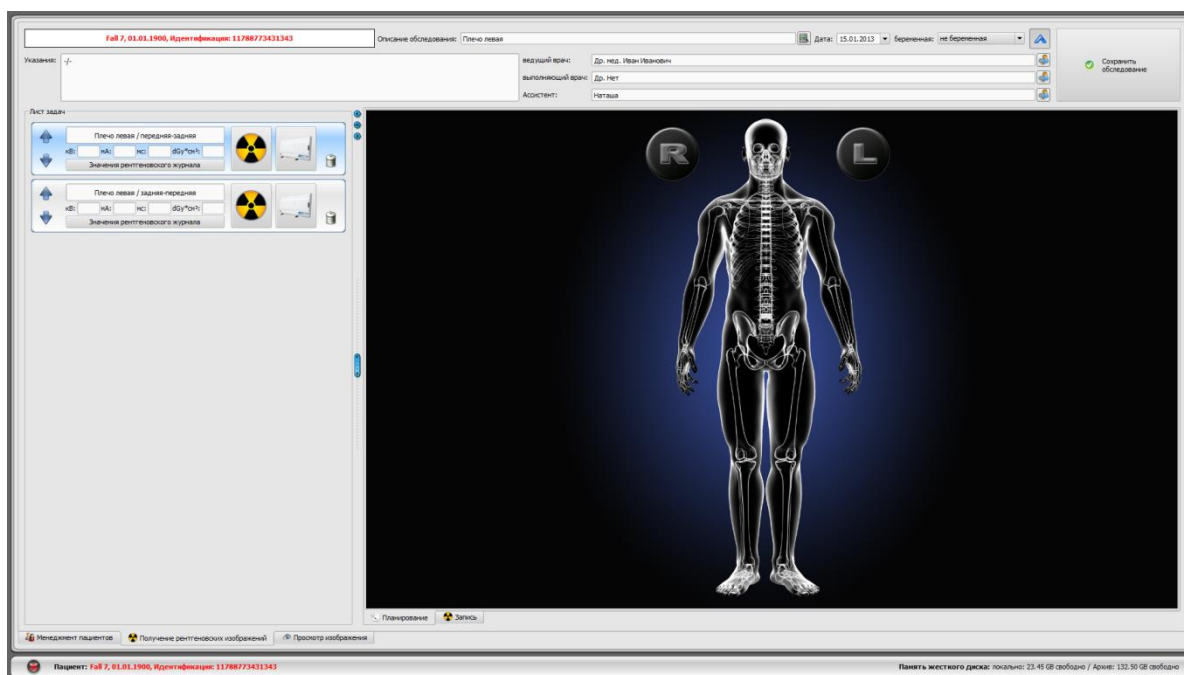 Fall 7, 01.01.1900, Идентификация: 11788773431343
Описание обследования: Плечо левая
Дата: 15.01.2013 беременная: не беременная
Указания: -/-
ведущий врач: Др. мед. Иван Иванович
выполняющий врач: Др. Нет
Ассистент: Наташа
Сохранить
обследование
Лист задач
Плечо левая / передняя-задняя
кВ: мА: мс: dGy*cm²:
Значения рентгеновского журнала
Плечо левая / задняя-передняя
кВ: мА: мс: dGy*cm²:
Значения рентгеновского журнала
R L
Планирование Запись
Менеджмент пациентов Получение рентгеновских изображений Просмотр изображения
Пациент: Fall 7, 01.01.1900, Идентификация: 11788773431343
Память жесткого диска: локально: 23.45 GB свободно / Архив: 132.50 GB свободно